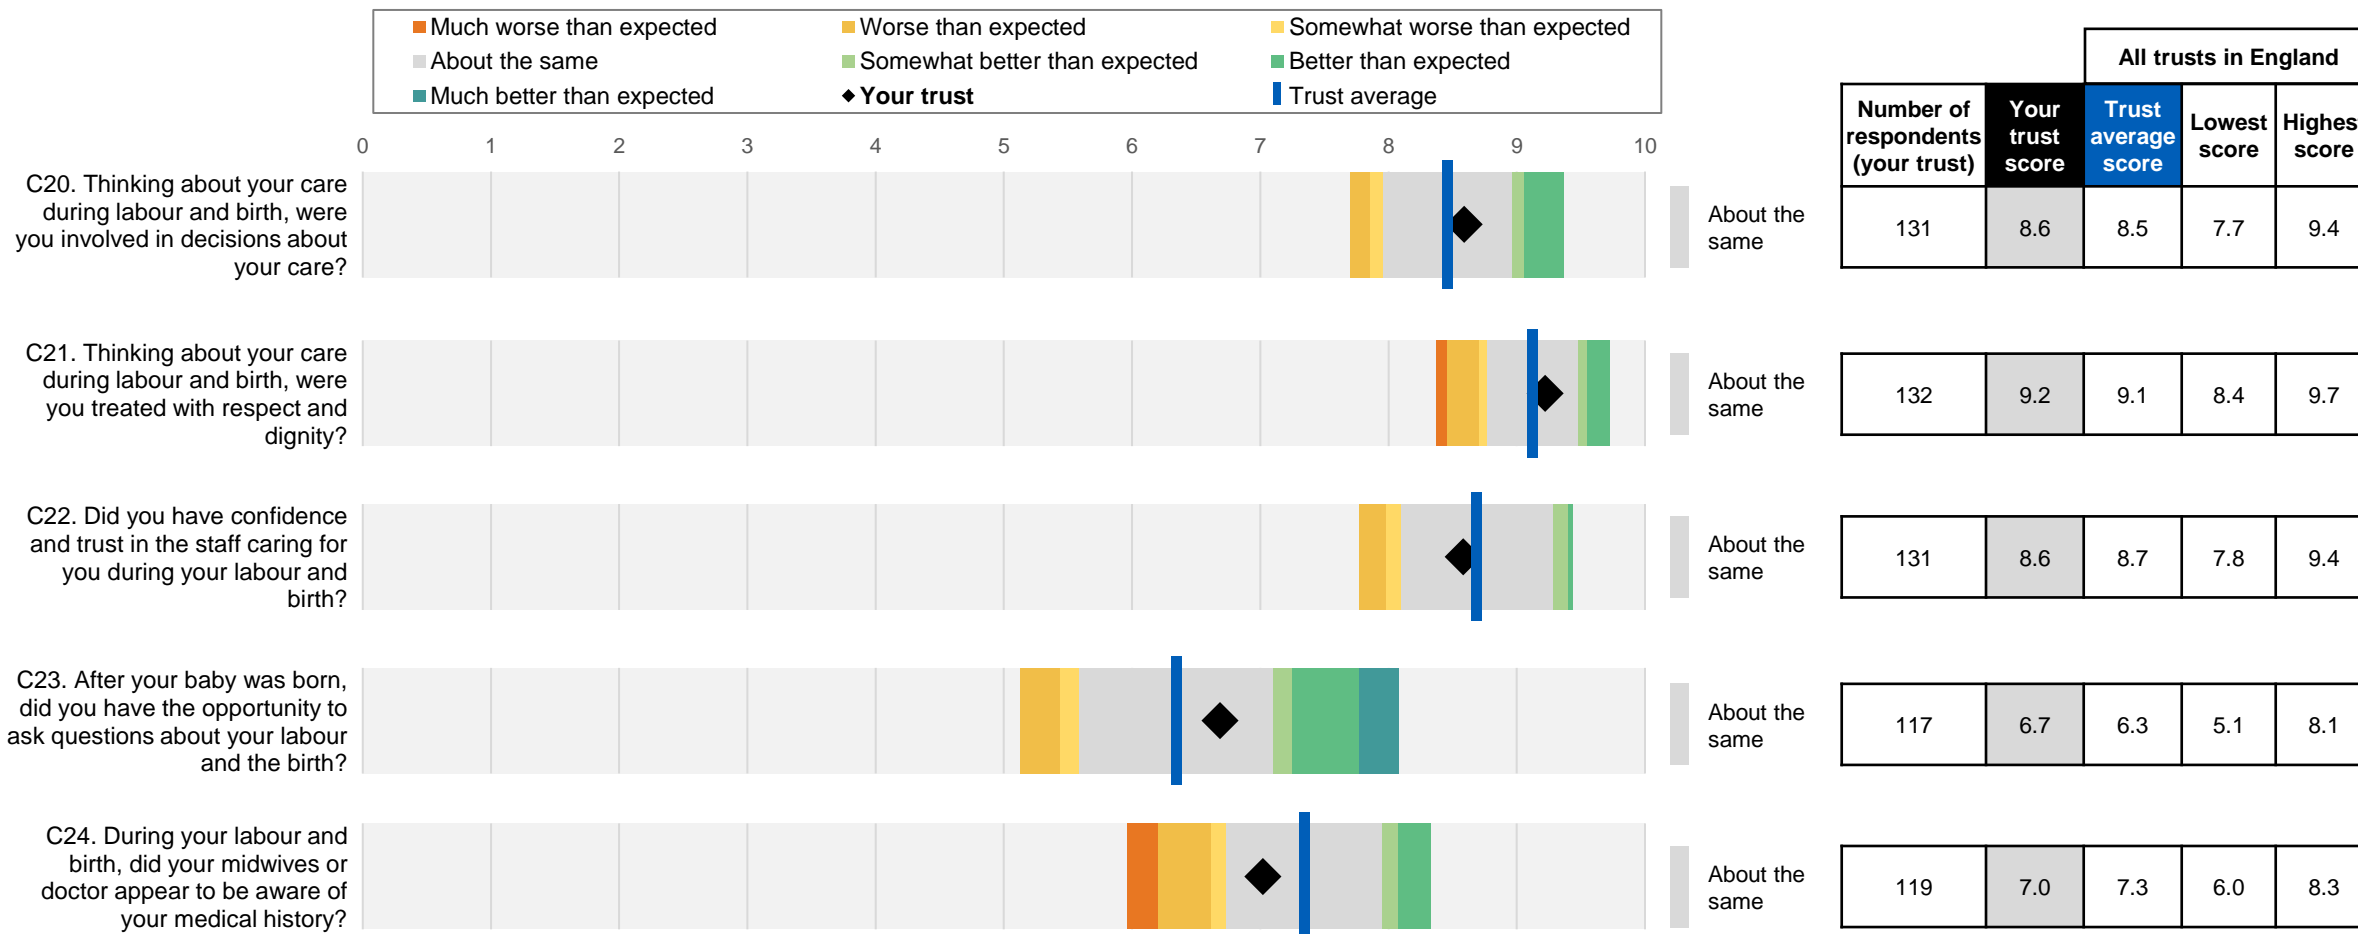 Much worse than expected
Worse than expected
Somewhat worse than expected
About the same
Somewhat better than expected
Better than expected
Much better than expected
Your trust
Trust average
All trusts in England
Number of
respondents
(your trust)
Your
trust
score
Trust
average
score
Lowest
score
Highes
score
0 1 2 3 4 5 6 7 8 9 10
C20. Thinking about your care
during labour and birth, were
you involved in decisions about
your care?
About the
same
131 8.6 8.5 7.7 9.4
C21. Thinking about your care
during labour and birth, were
you treated with respect and
dignity?
About the
same
132 9.2 9.1 8.4 9.7
C22. Did you have confidence
and trust in the staff caring for
you during your labour and
birth?
About the
same
131 8.6 8.7 7.8 9.4
C23. After your baby was born,
did you have the opportunity to
ask questions about your labour
and the birth?
About the
same
117 6.7 6.3 5.1 8.1
C24. During your labour and
birth, did your midwives or
doctor appear to be aware of
your medical history?
About the
same
119 7.0 7.3 6.0 8.3